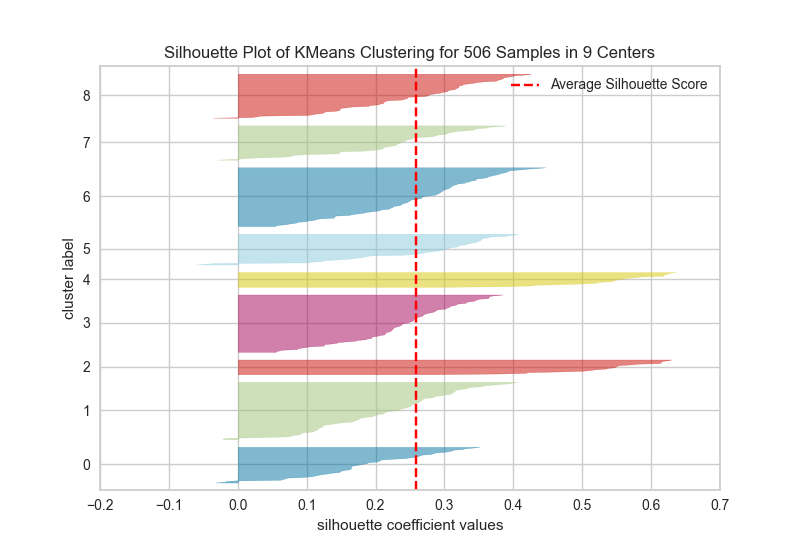 Silhouette Plot of KMeans Clustering for 506 Samples in 9 Centers
Average Silhouette Score
8
7
6
5
4
3
2
1
0
cluster label
−0.2 −0.1 0.0 0.1 0.2 0.3 0.4 0.5 0.6 0.7
silhouette coefficient values